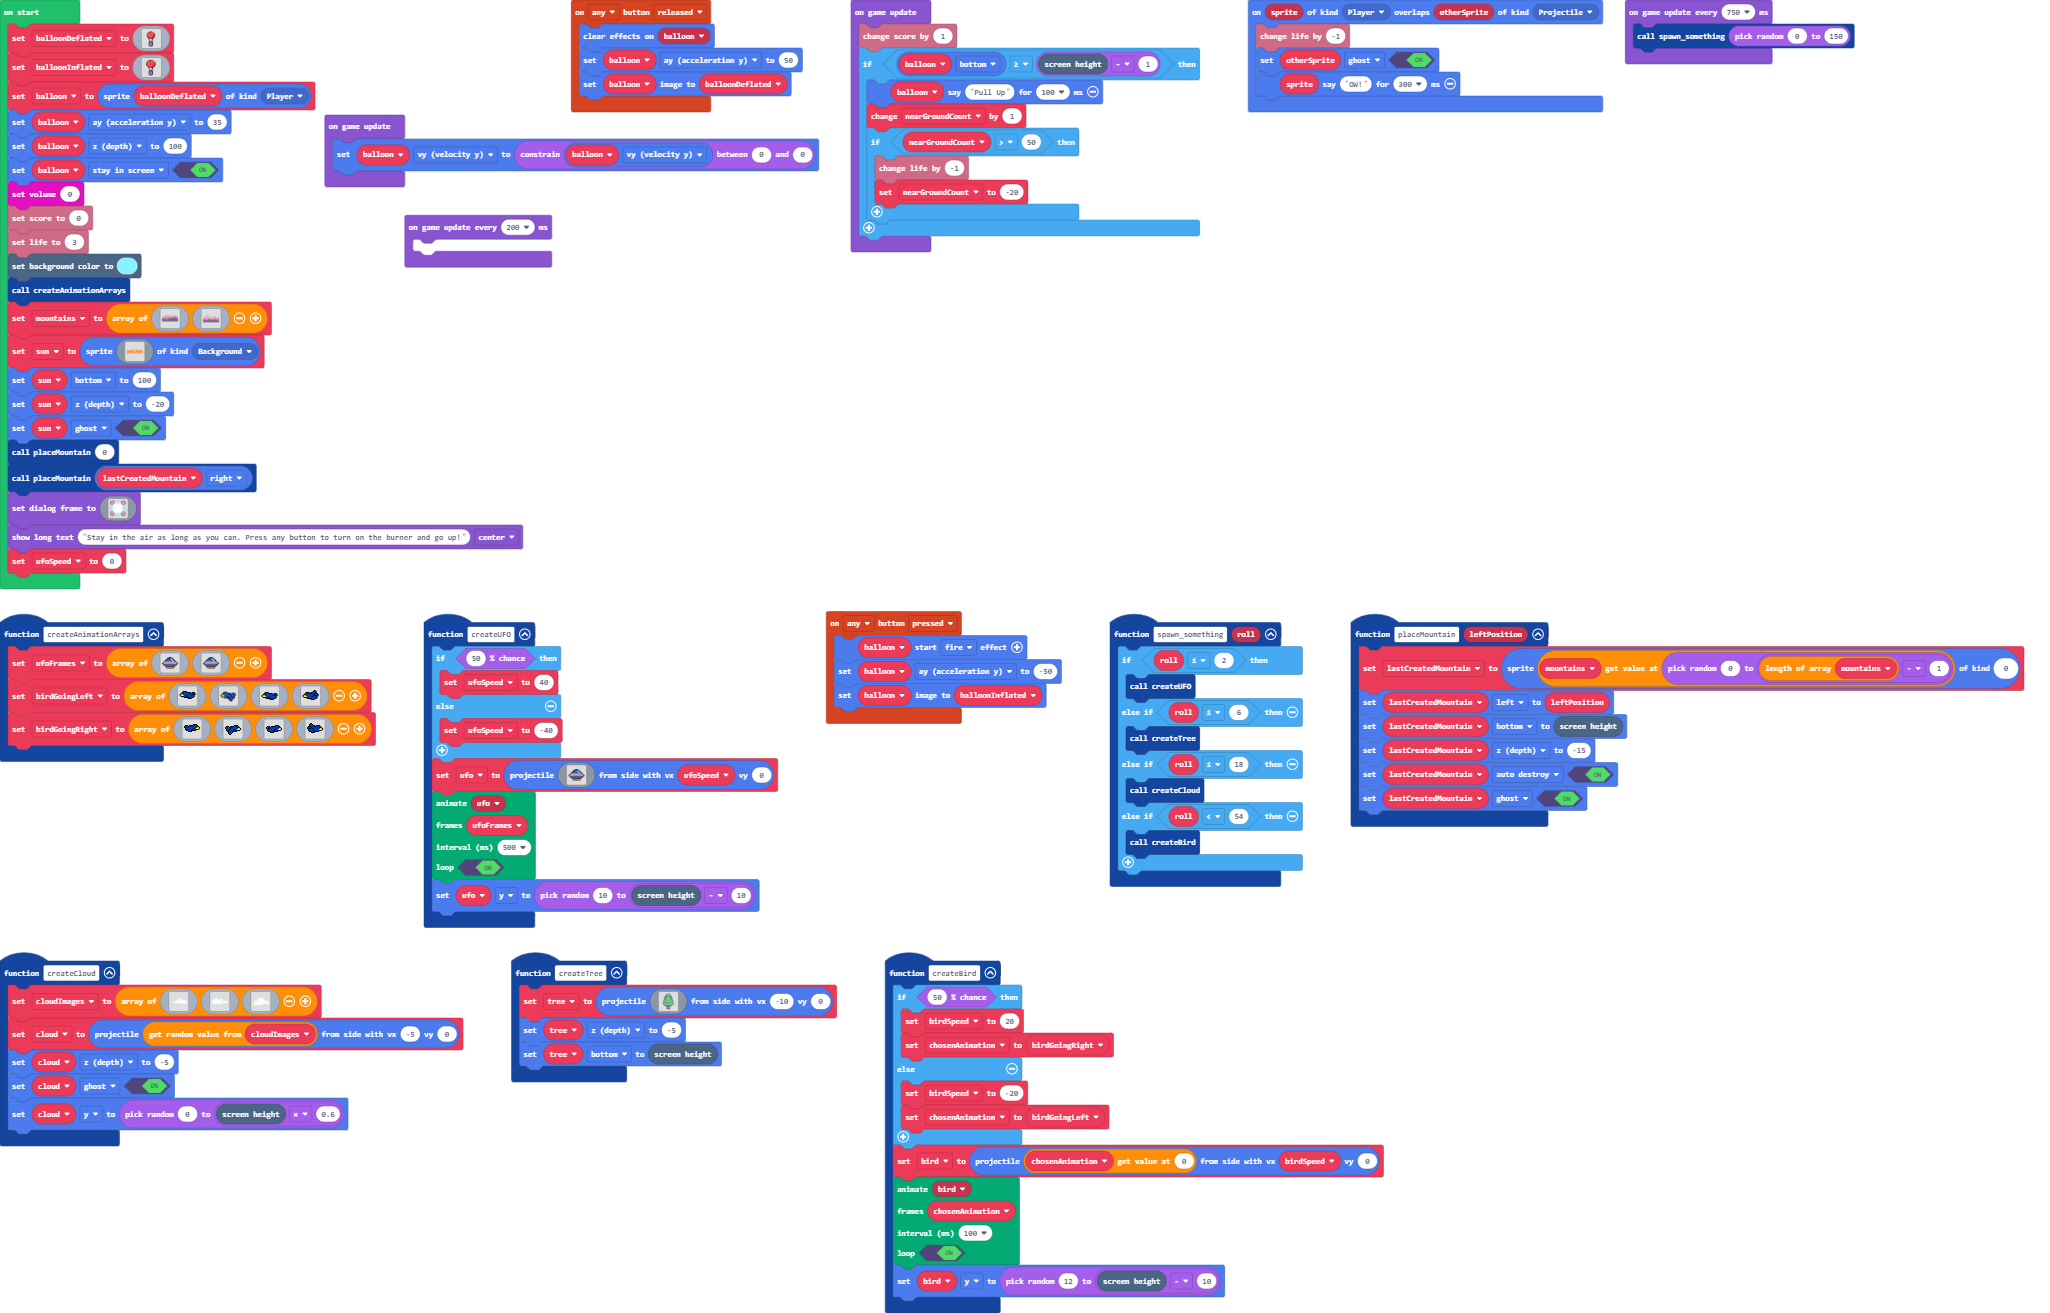 on start
set balloonDeflated to
set balloonInflated to
set balloon to sprite balloonDeflated of kind Player
set balloon ay (acceleration y) to 35
set balloon z (depth) to 100
set balloon stay in screen ON
set volume 0
set score to 0
set life to 3
set background color to
call createAnimationArrays
set mountains to array of
set sun to sprite of kind Background
set sun bottom to 100
set sun z (depth) to -20
set sun ghost ON
call placeMountain 0
call placeMountain lastCreatedMountain right
set dialog frame to
show long text "Stay in the air as long as you can. Press any button to turn on the burner and go up!" center
set ufoSpeed to 0
on game update
set balloon vy (velocity y) to constrain balloon vy (velocity y) between 0 and 0
on game update every 200 ms
on any button released
clear effects on balloon
set balloon ay (acceleration y) to 50
set balloon image to balloonDeflated
on game update
change score by 1
if balloon bottom ≥ screen height - 1 then
balloon say "Pull Up" for 100 ms
change nearGroundCount by 1
if nearGroundCount > 50 then
change life by -1
set nearGroundCount to -20
on sprite of kind Player overlaps otherSprite of kind Projectile
change life by -1
set otherSprite ghost ON
sprite say "OW!" for 300 ms
on game update every 750 ms
call spawn_something pick random 0 to 150
function createAnimationArrays
set ufoFrames to array of
set birdGoingLeft to array of
set birdGoingRight to array of
function createUFO
if 50 % chance then
set ufoSpeed to 40
else
set ufoSpeed to -40
set ufo to projectile from side with vx ufoSpeed vy 0
animate ufo
frames ufoFrames
interval (ms) 500
loop ON
set ufo y to pick random 10 to screen height - 10
on any button pressed
balloon start fire effect
set balloon ay (acceleration y) to -50
set balloon image to balloonInflated
function spawn_something roll
if roll ≤ 2 then
call createUFO
else if roll ≤ 6 then
call createTree
else if roll ≤ 18 then
call createCloud
else if roll < 54 then
call createBird
function placeMountain leftPosition
set lastCreatedMountain to sprite mountains get value at pick random 0 to length of array mountains - 1 of kind 0
set lastCreatedMountain left to leftPosition
set lastCreatedMountain bottom to screen height
set lastCreatedMountain z (depth) to -15
set lastCreatedMountain auto destroy ON
set lastCreatedMountain ghost ON
function createCloud
set cloudImages to array of
set cloud to projectile get random value from cloudImages from side with vx -5 vy 0
set cloud z (depth) to -5
set cloud ghost ON
set cloud y to pick random 0 to screen height × 0.6
function createTree
set tree to projectile from side with vx -10 vy 0
set tree z (depth) to -5
set tree bottom to screen height
function createBird
if 50 % chance then
set birdSpeed to 20
set chosenAnimation to birdGoingRight
else
set birdSpeed to -20
set chosenAnimation to birdGoingLeft
set bird to projectile chosenAnimation get value at 0 from side with vx birdSpeed vy 0
animate bird
frames chosenAnimation
interval (ms) 100
loop ON
set bird y to pick random 12 to screen height - 10